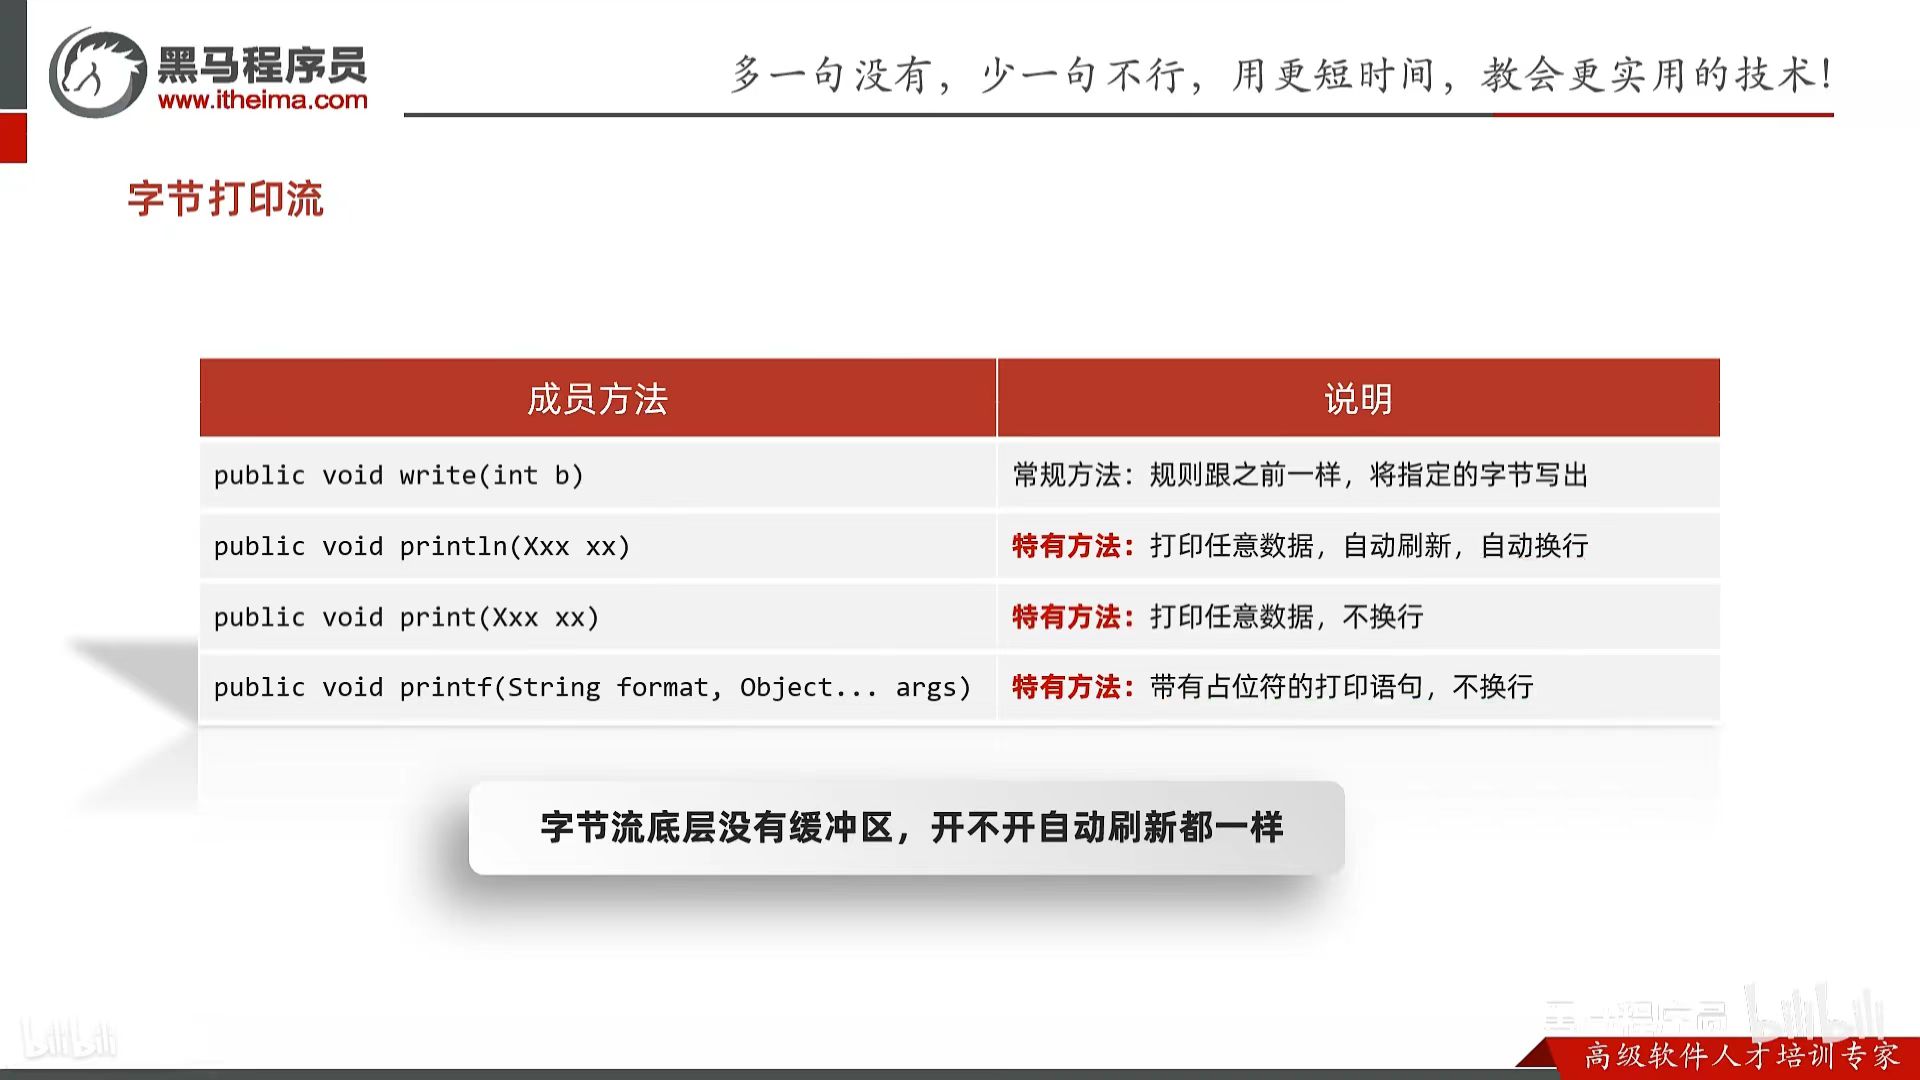 黑马程序员
www.itheima.com
多一句没有，少一句不行，用更短时间，教会更实用的技术！
字节打印流
成员方法 说明
public void write(int b) 常规方法：规则跟之前一样，将指定的字节写出
public void println(Xxx xx) 特有方法：打印任意数据，自动刷新，自动换行
public void print(Xxx xx) 特有方法：打印任意数据，不换行
public void printf(String format, Object... args) 特有方法：带有占位符的打印语句，不换行
字节流底层没有缓冲区，开不开自动刷新都一样
bilibili
黑马程序员 bilibili
高级软件人才培训专家